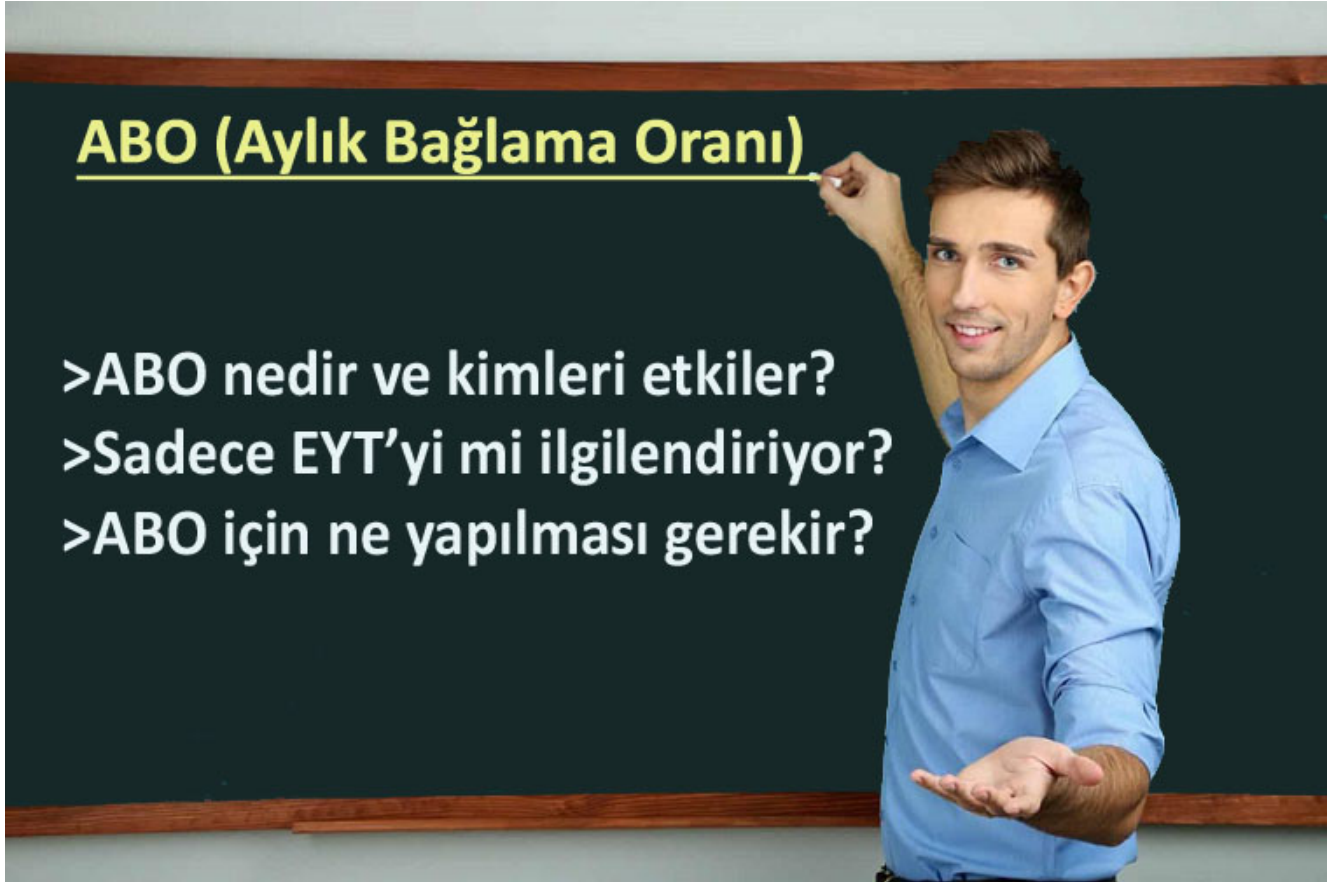 ABO (Aylık Bağlama Oranı)
>ABO nedir ve kimleri etkiler?
>Sadece EYT’yi mi ilgilendiriyor?
>ABO için ne yapılması gerekir?